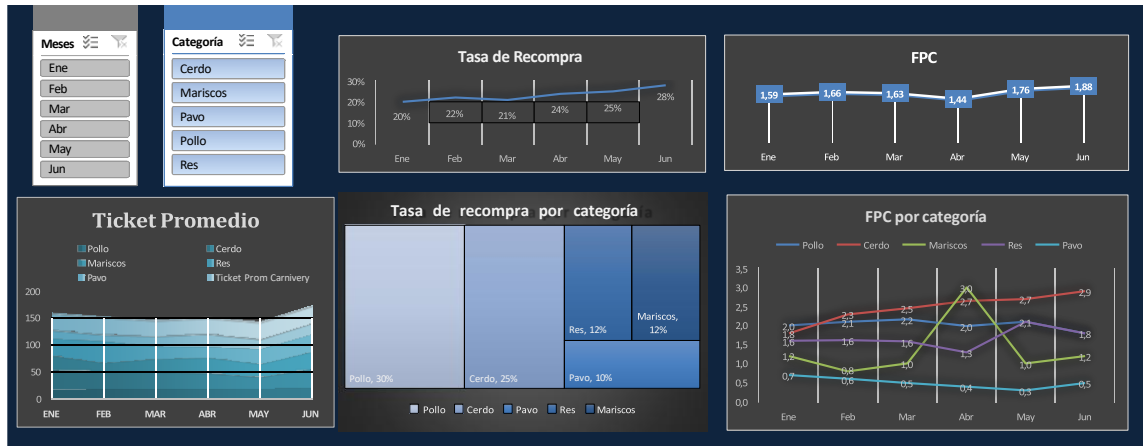 Meses
Ene
Feb
Mar
Abr
May
Jun
Categoría
Cerdo
Mariscos
Pavo
Pollo
Res
Tasa de Recompra
30%
20%
10%
0%
20%
22%
21%
24%
25%
28%
Ene Feb Mar Abr May Jun
FPC
1,59 1,66 1,63 1,44 1,76 1,88
Ene Feb Mar Abr May Jun
Ticket Promedio
Pollo Cerdo
Mariscos Res
Pavo Ticket Prom Carnivery
200
150
100
50
0
ENE FEB MAR ABR MAY JUN
Tasa de recompra por categoría
Pollo, 30%
Cerdo, 25%
Res, 12%
Mariscos,
12%
Pavo, 10%
Pollo Cerdo Pavo Res Mariscos
FPC por categoría
Pollo Cerdo Mariscos Res Pavo
3,5
3,0
2,5
2,0
1,5
1,0
0,5
0,0
2,0 2,1 2,2 2,0 2,1 1,8
1,8 2,3 2,5 2,7 2,7 2,9
1,2 0,8 1,0 3,0 1,0 1,2
1,6 1,6 1,6 1,3
0,7 0,6 0,5 0,4 0,3 0,5
Ene Feb Mar Abr May Jun